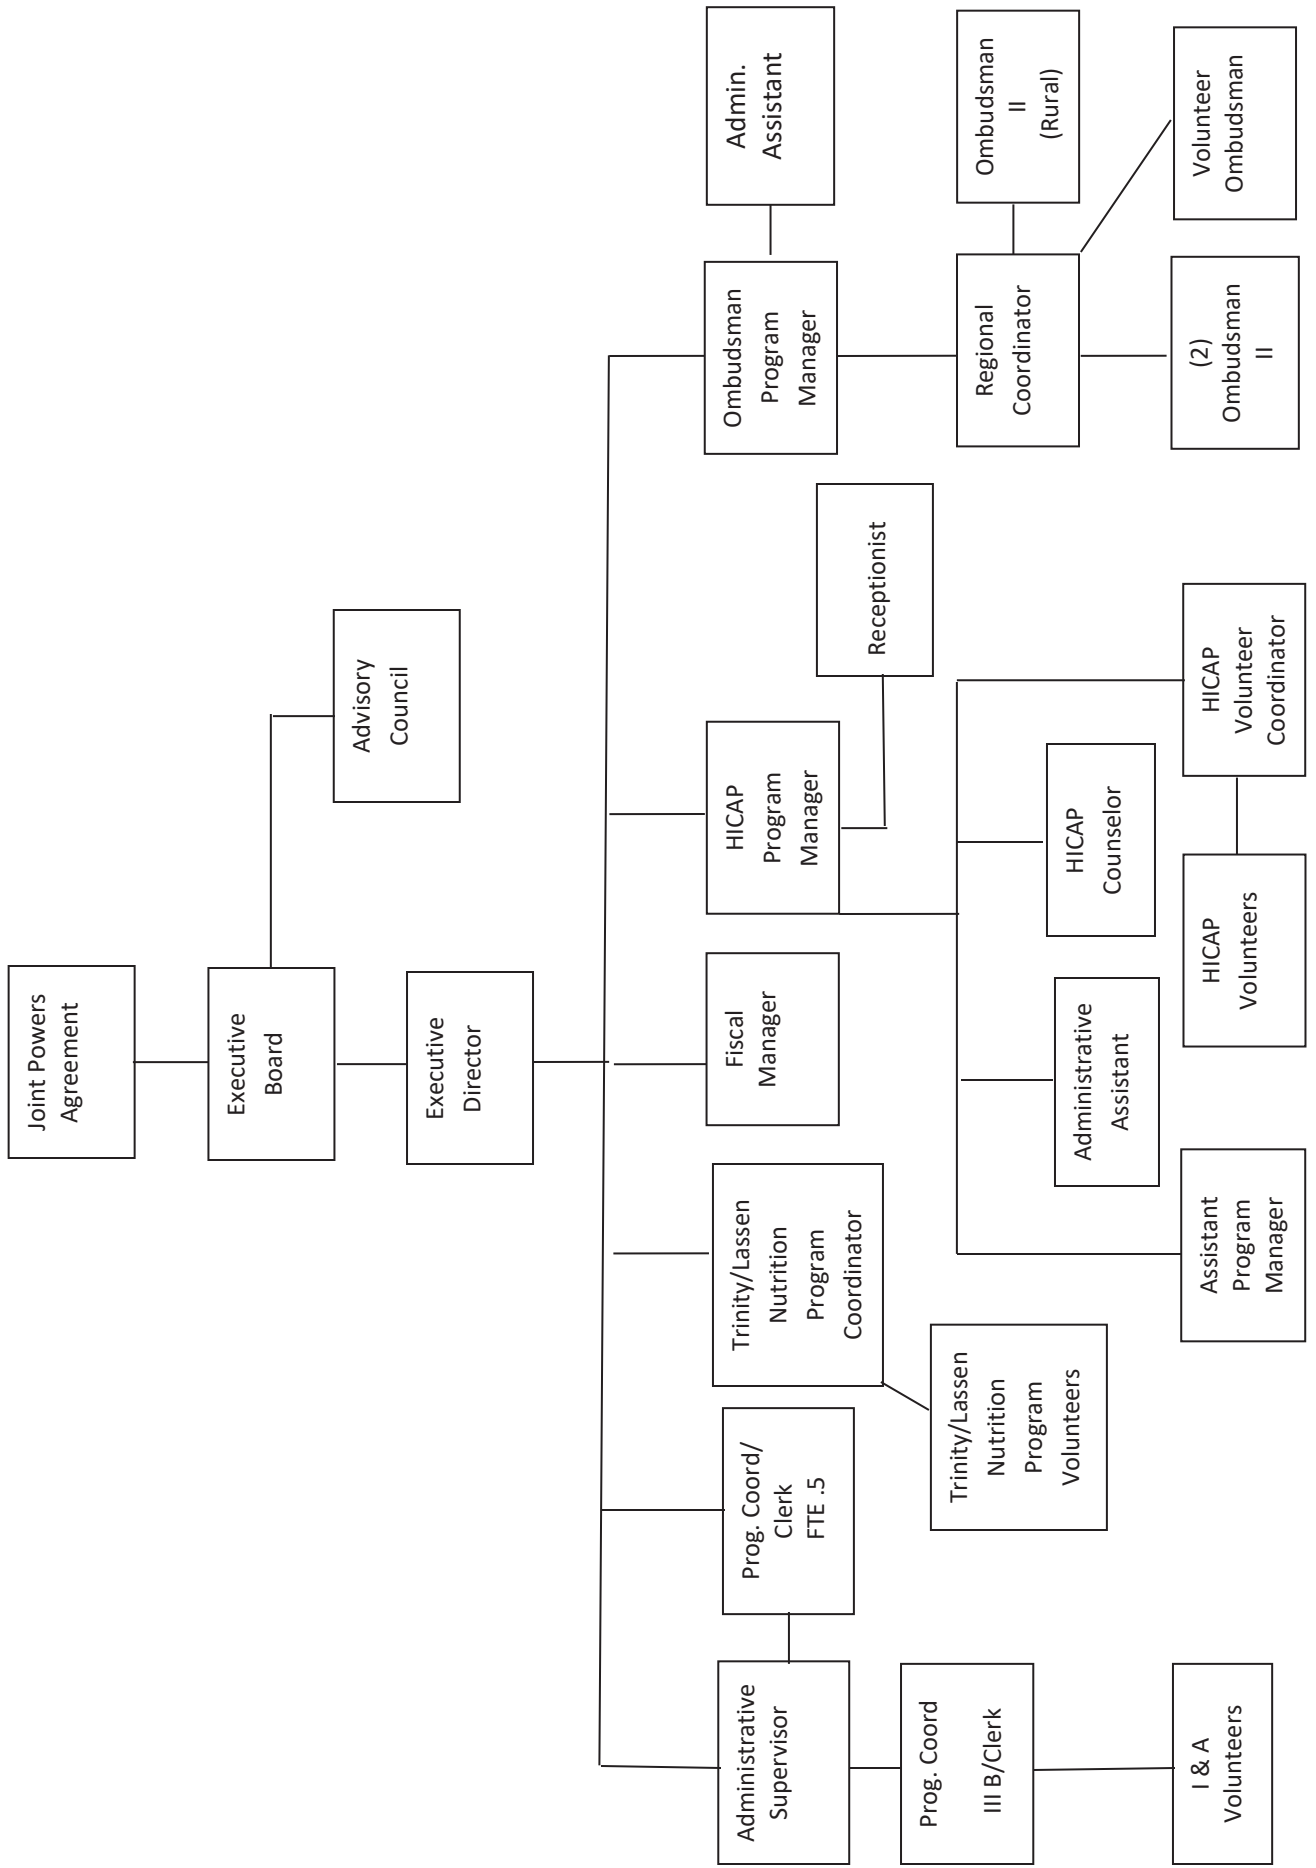 Joint Powers
Agreement
Executive
Board
Advisory
Council
Executive
Director
Administrative
Supervisor
Prog. Coord/
Clerk
FTE .5
Trinity/Lassen
Nutrition
Program
Coordinator
Fiscal
Manager
HICAP
Program
Manager
Ombudsman
Program
Manager
Admin.
Assistant
Receptionist
Prog. Coord
III B/Clerk
Trinity/Lassen
Nutrition
Program
Volunteers
Regional
Coordinator
Ombudsman
II
(Rural)
Administrative
Assistant
HICAP
Counselor
I & A
Volunteers
Assistant
Program
Manager
HICAP
Volunteers
HICAP
Volunteer
Coordinator
(2)
Ombudsman
II
Volunteer
Ombudsman